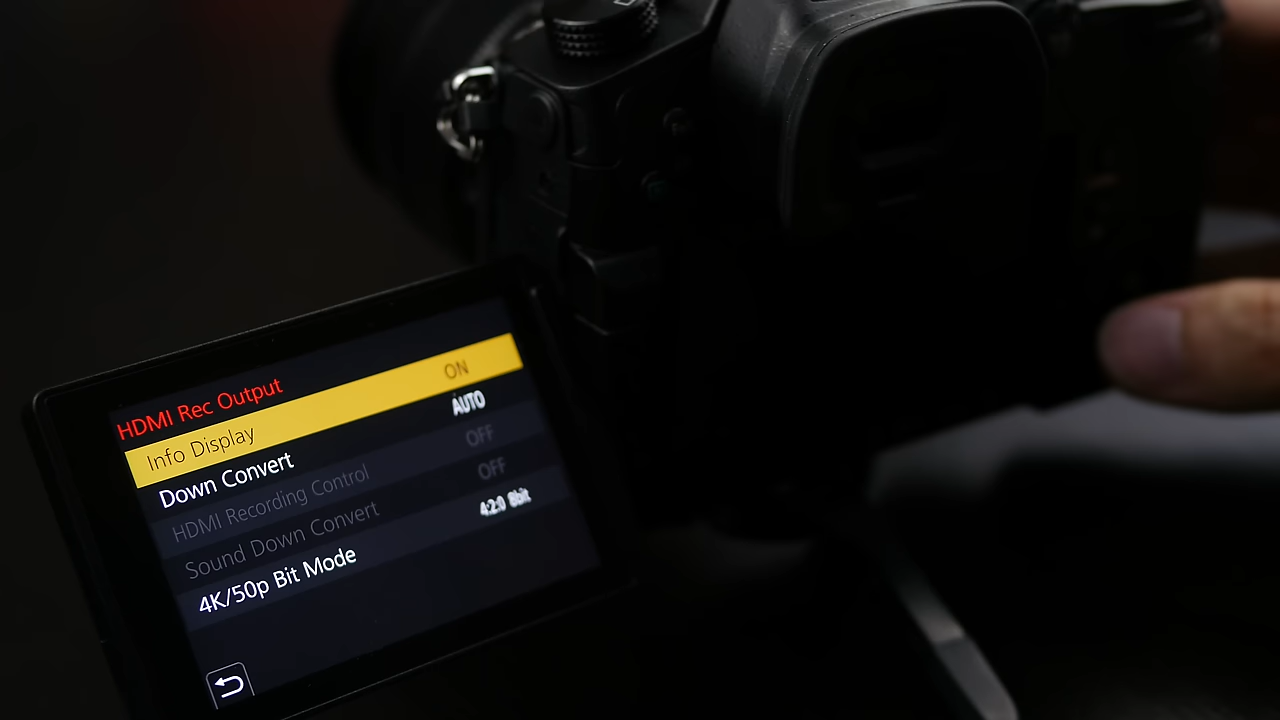 HDMI Rec Output
Info Display ON
Down Convert AUTO
HDMI Recording Control OFF
Sound Down Convert OFF
4K/50p Bit Mode 4:2:0 8bit